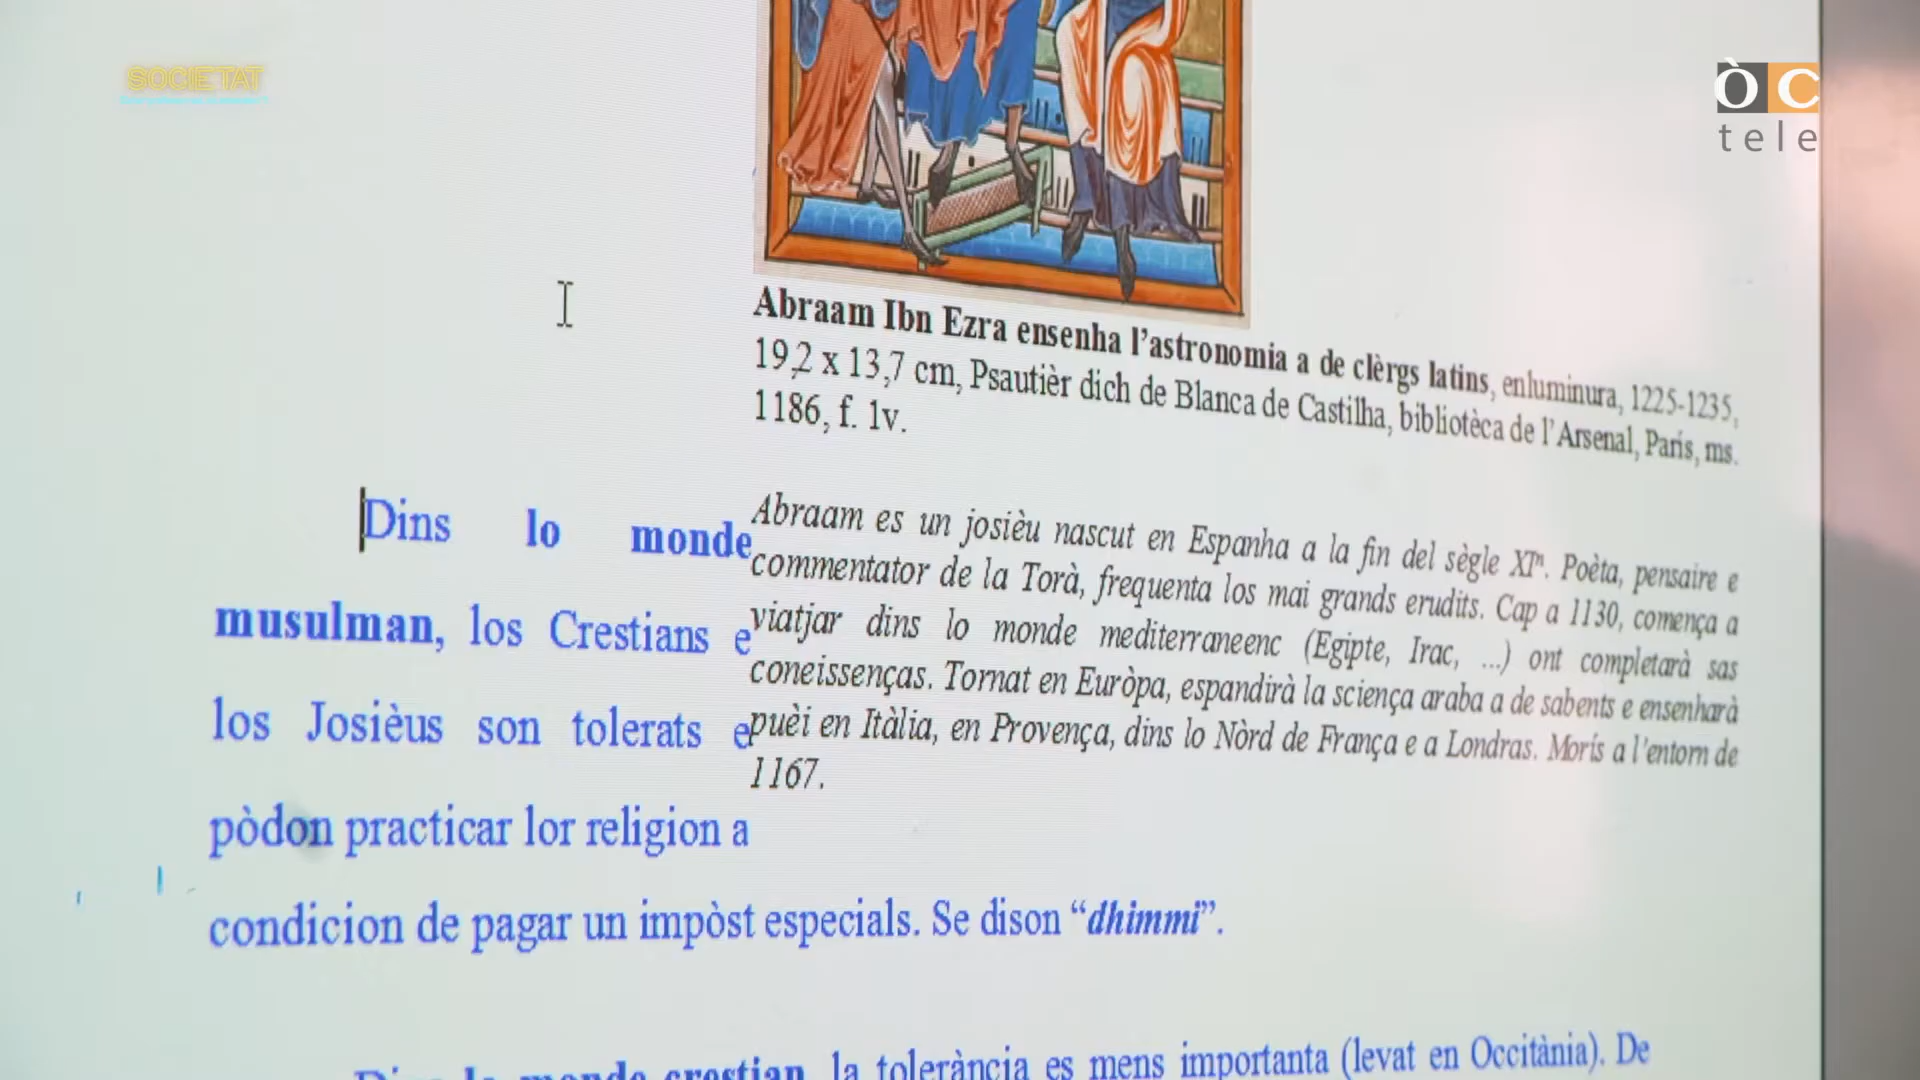 SOCIETAT
òc
tele
Abraam Ibn Ezra ensenha l’astronomia a de clèrgs latins, enluminura, 1225-1235,
19,2 x 13,7 cm, Psautièr dich de Blanca de Castilha, bibliotèca de l’Arsenal, París, ms.
1186, f. 1v.
Abraam es un josièu nascut en Espanha a la fin del sègle XIⁿ. Poèta, pensaire e
commentator de la Torà, frequenta los mai grands erudits. Cap a 1130, comença a
viatjar dins lo monde mediterraneenc (Egipte, Irac, ...) ont completarà sas
coneissenças. Tornat en Euròpa, espandirà la sciença araba a de sabents e ensenharà
puèi en Itàlia, en Provença, dins lo Nòrd de França e a Londras. Morís a l’entorn de
1167.
Dins lo monde
musulman, los Crestians e
los Josièus son tolerats e
pòdon practicar lor religion a
condicion de pagar un impòst especials. Se dison “dhimmi”.
Dins lo monde crestian, la tolerància es mens importanta (levat en Occitània). De